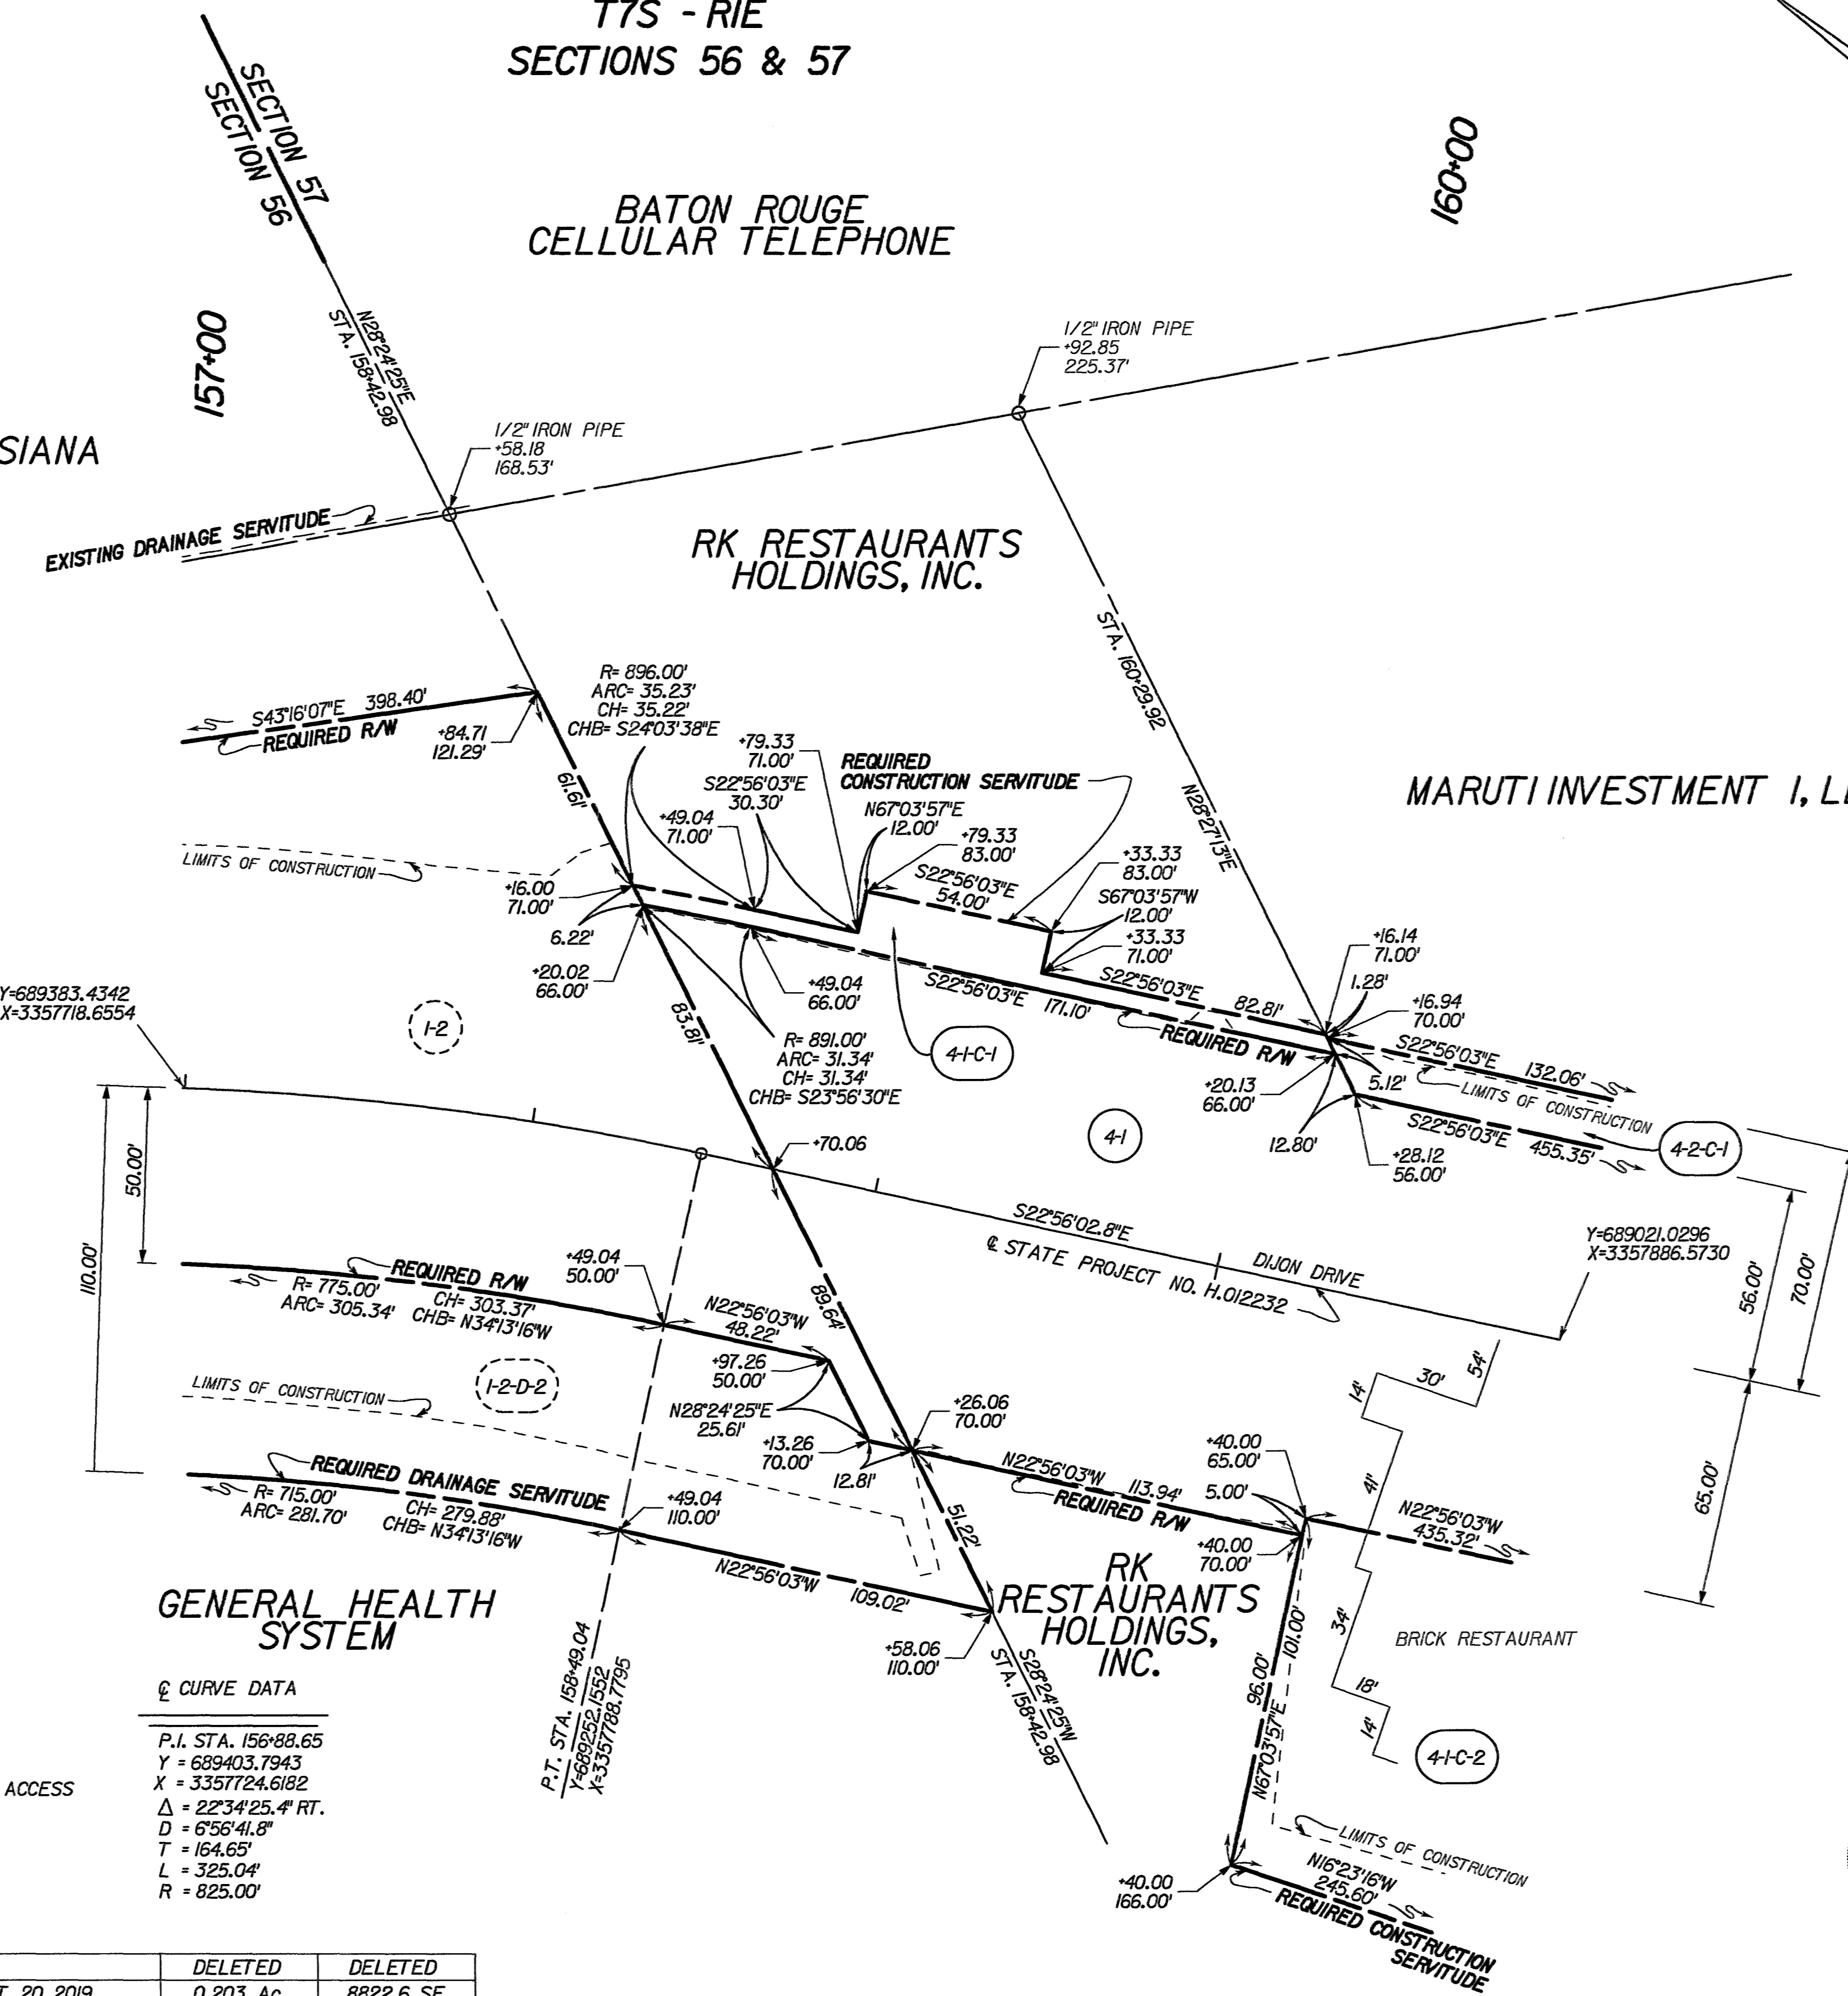 T7S - R1E
SECTIONS 56 & 57
SECTION 57
SECTION 56
BATON ROUGE
CELLULAR TELEPHONE
160+00
157+00
N28°24'25"E
STA. 158+42.98
1/2" IRON PIPE
+92.85
225.37'
1/2" IRON PIPE
+58.18
168.53'
SIANA
EXISTING DRAINAGE SERVITUDE
RK RESTAURANTS
HOLDINGS, INC.
STA. 160+29.92
N28°27'13"E
MARUTI INVESTMENT 1,
S43°16'07"E 398.40'
REQUIRED R/W
+84.71
121.29'
61.61'
R= 896.00'
ARC= 35.23'
CH= 35.22'
CHB= S24°03'38"E
+79.33
71.00'
S22°56'03"E
30.30'
+49.04
71.00'
REQUIRED
CONSTRUCTION SERVITUDE
N67°03'57"E
12.00'
+79.33
83.00'
S22°56'03"E
54.00'
+33.33
83.00'
S67°03'57"W
12.00'
+33.33
71.00'
LIMITS OF CONSTRUCTION
+16.00
71.00'
6.22'
+20.02
66.00'
+49.04
66.00'
S22°56'03"E 171.10'
S22°56'03"E 82.81'
REQUIRED R/W
+16.14
71.00'
1.28'
+16.94
70.00'
S22°56'03"E 132.06'
LIMITS OF CONSTRUCTION
5.12'
+20.13
66.00'
12.80'
S22°56'03"E 455.35'
+28.12
56.00'
4-2-C-1
Y=689383.4342
X=3357718.6554
1-2
83.81'
R= 891.00'
ARC= 31.34'
CH= 31.34'
CHB= S23°56'30"E
4-1-C-1
4-1
+70.06
50.00'
110.00'
S22°56'02.8"E
℄ STATE PROJECT NO. H.012232
DIJON DRIVE
Y=689021.0296
X=3357886.5730
56.00'
70.00'
65.00'
REQUIRED R/W
R= 775.00'
ARC= 305.34'
CH= 303.37'
CHB= N34°13'16"W
+49.04
50.00'
N22°56'03"W
48.22'
89.64'
+97.26
50.00'
N28°24'25"E
25.61'
+13.26
70.00'
12.81'
+26.06
70.00'
1-2-D-2
LIMITS OF CONSTRUCTION
REQUIRED DRAINAGE SERVITUDE
R= 715.00'
ARC= 281.70'
CH= 279.88'
CHB= N34°13'16"W
+49.04
110.00'
N22°56'03"W 109.02'
51.22'
+58.06
110.00'
N22°56'03"W 113.94'
REQUIRED R/W
+40.00
65.00'
5.00'
+40.00
70.00'
N22°56'03"W
435.32'
14'
30'
54'
41'
34'
18'
14'
BRICK RESTAURANT
GENERAL HEALTH
SYSTEM
RK
RESTAURANTS
HOLDINGS,
INC.
S28°24'25"W
STA. 158+42.98
P.T. STA. 158+49.04
Y=689252.1552
X=3357788.7795
96.00'
101.00'
N67°03'57"E
4-1-C-2
LIMITS OF CONSTRUCTION
N16°23'16"W
245.60'
REQUIRED CONSTRUCTION
SERVITUDE
+40.00
166.00'
℄ CURVE DATA
P.I. STA. 156+88.65
Y = 689403.7943
X = 3357724.6182
Δ = 22°34'25.4" RT.
D = 6°56'41.8"
T = 164.65'
L = 325.04'
R = 825.00'
ACCESS
DELETED DELETED
20, 2019 0.203 Ac. 8822.6 SF